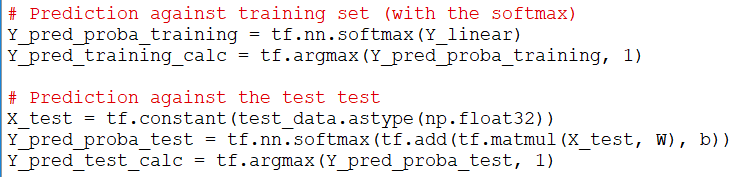 # Prediction against training set (with the softmax)
Y_pred_proba_training = tf.nn.softmax(Y_linear)
Y_pred_training_calc = tf.argmax(Y_pred_proba_training, 1)
# Prediction against the test test
X_test = tf.constant(test_data.astype(np.float32))
Y_pred_proba_test = tf.nn.softmax(tf.add(tf.matmul(X_test, W), b))
Y_pred_test_calc = tf.argmax(Y_pred_proba_test, 1)